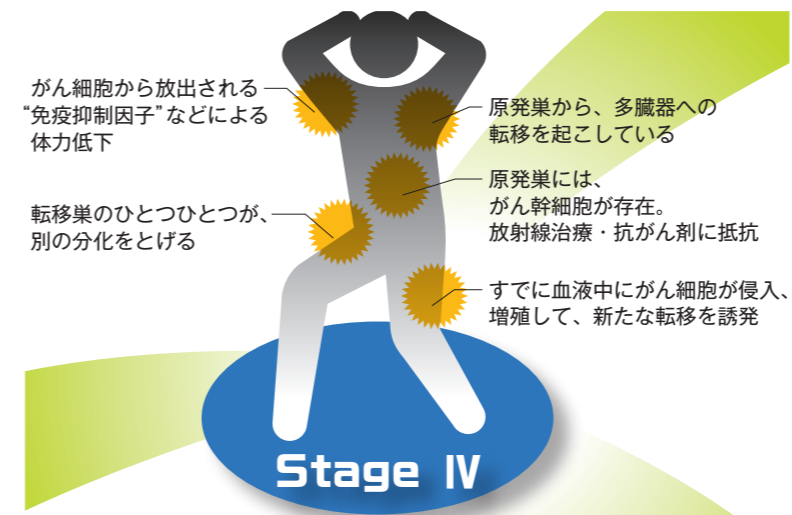 がん細胞から放出される
“免疫抑制因子”などによる
体力低下
転移巣のひとつひとつが、
別の分化をとげる
原発巣から、多臓器への
転移を起こしている
原発巣には、
がん幹細胞が存在。
放射線治療・抗がん剤に抵抗
すでに血液中にがん細胞が侵入、
増殖して、新たな転移を誘発
Stage Ⅳ